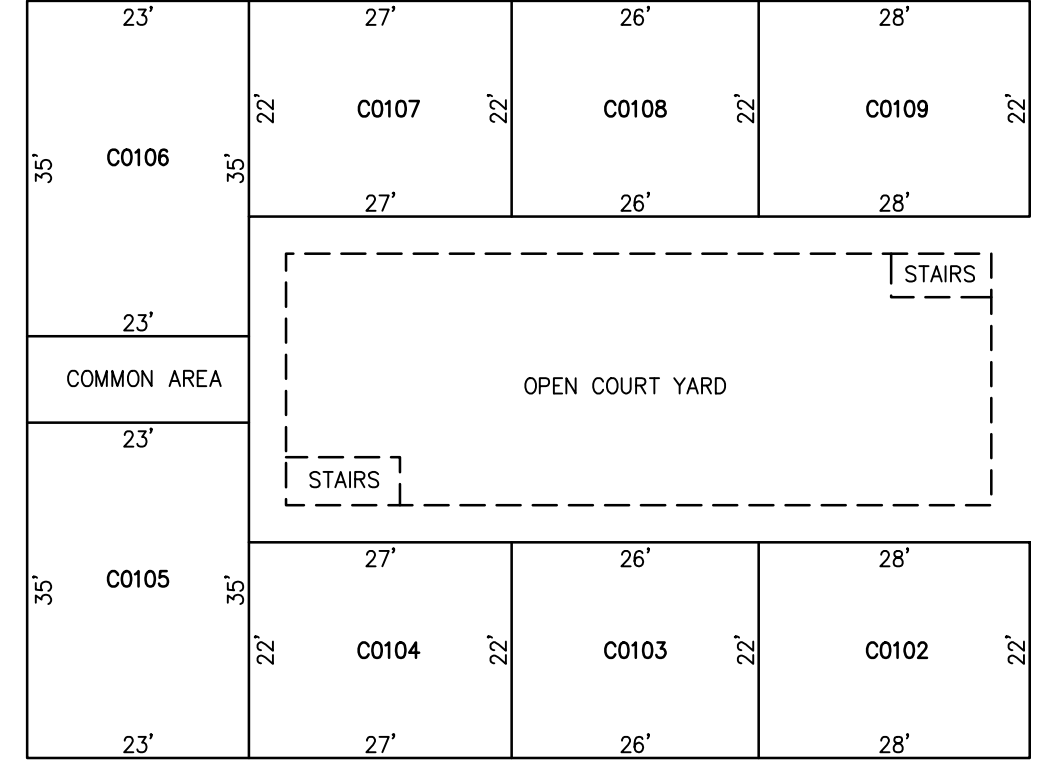 23' 27' 26' 28'
22' C0107 22' C0108 22' C0109 22'
35' C0106 35'
27' 26' 28'
STAIRS
23'
COMMON AREA
OPEN COURT YARD
23'
STAIRS
27' 26' 28'
35' C0105 35'
22' C0104 22' C0103 22' C0102 22'
23' 27' 26' 28'